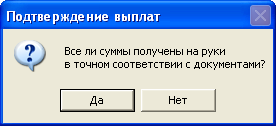 Подтверждение выплат
Все ли суммы получены на руки
в точном соответствии с документами?
Да
Нет